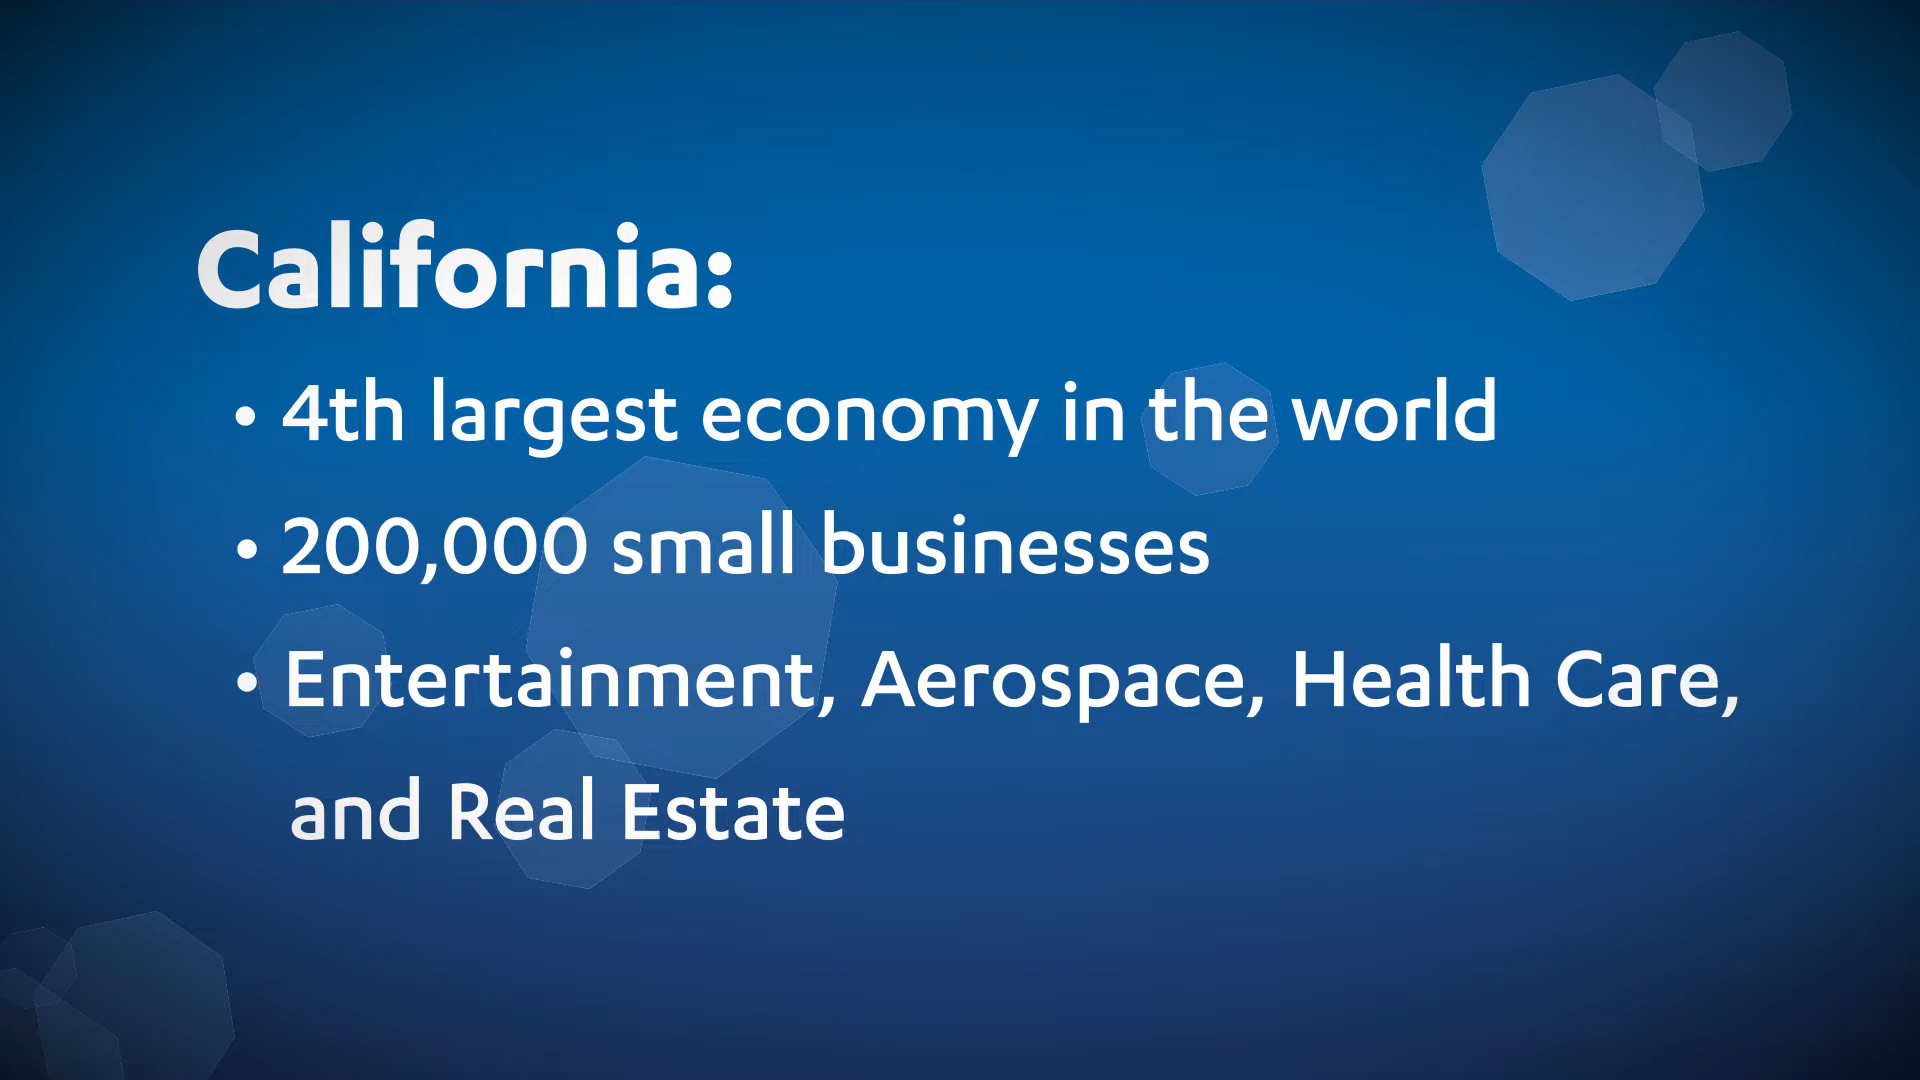 California:
• 4th largest economy in the world
• 200,000 small businesses
• Entertainment, Aerospace, Health Care,
and Real Estate